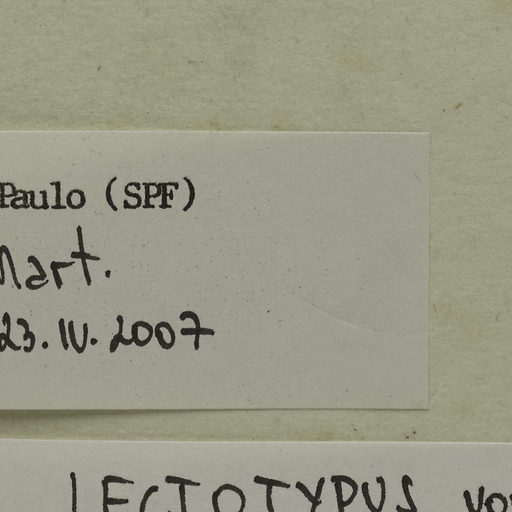 Paulo (SPF)
Mart.
23.IV.2007
LECTOTYPUS